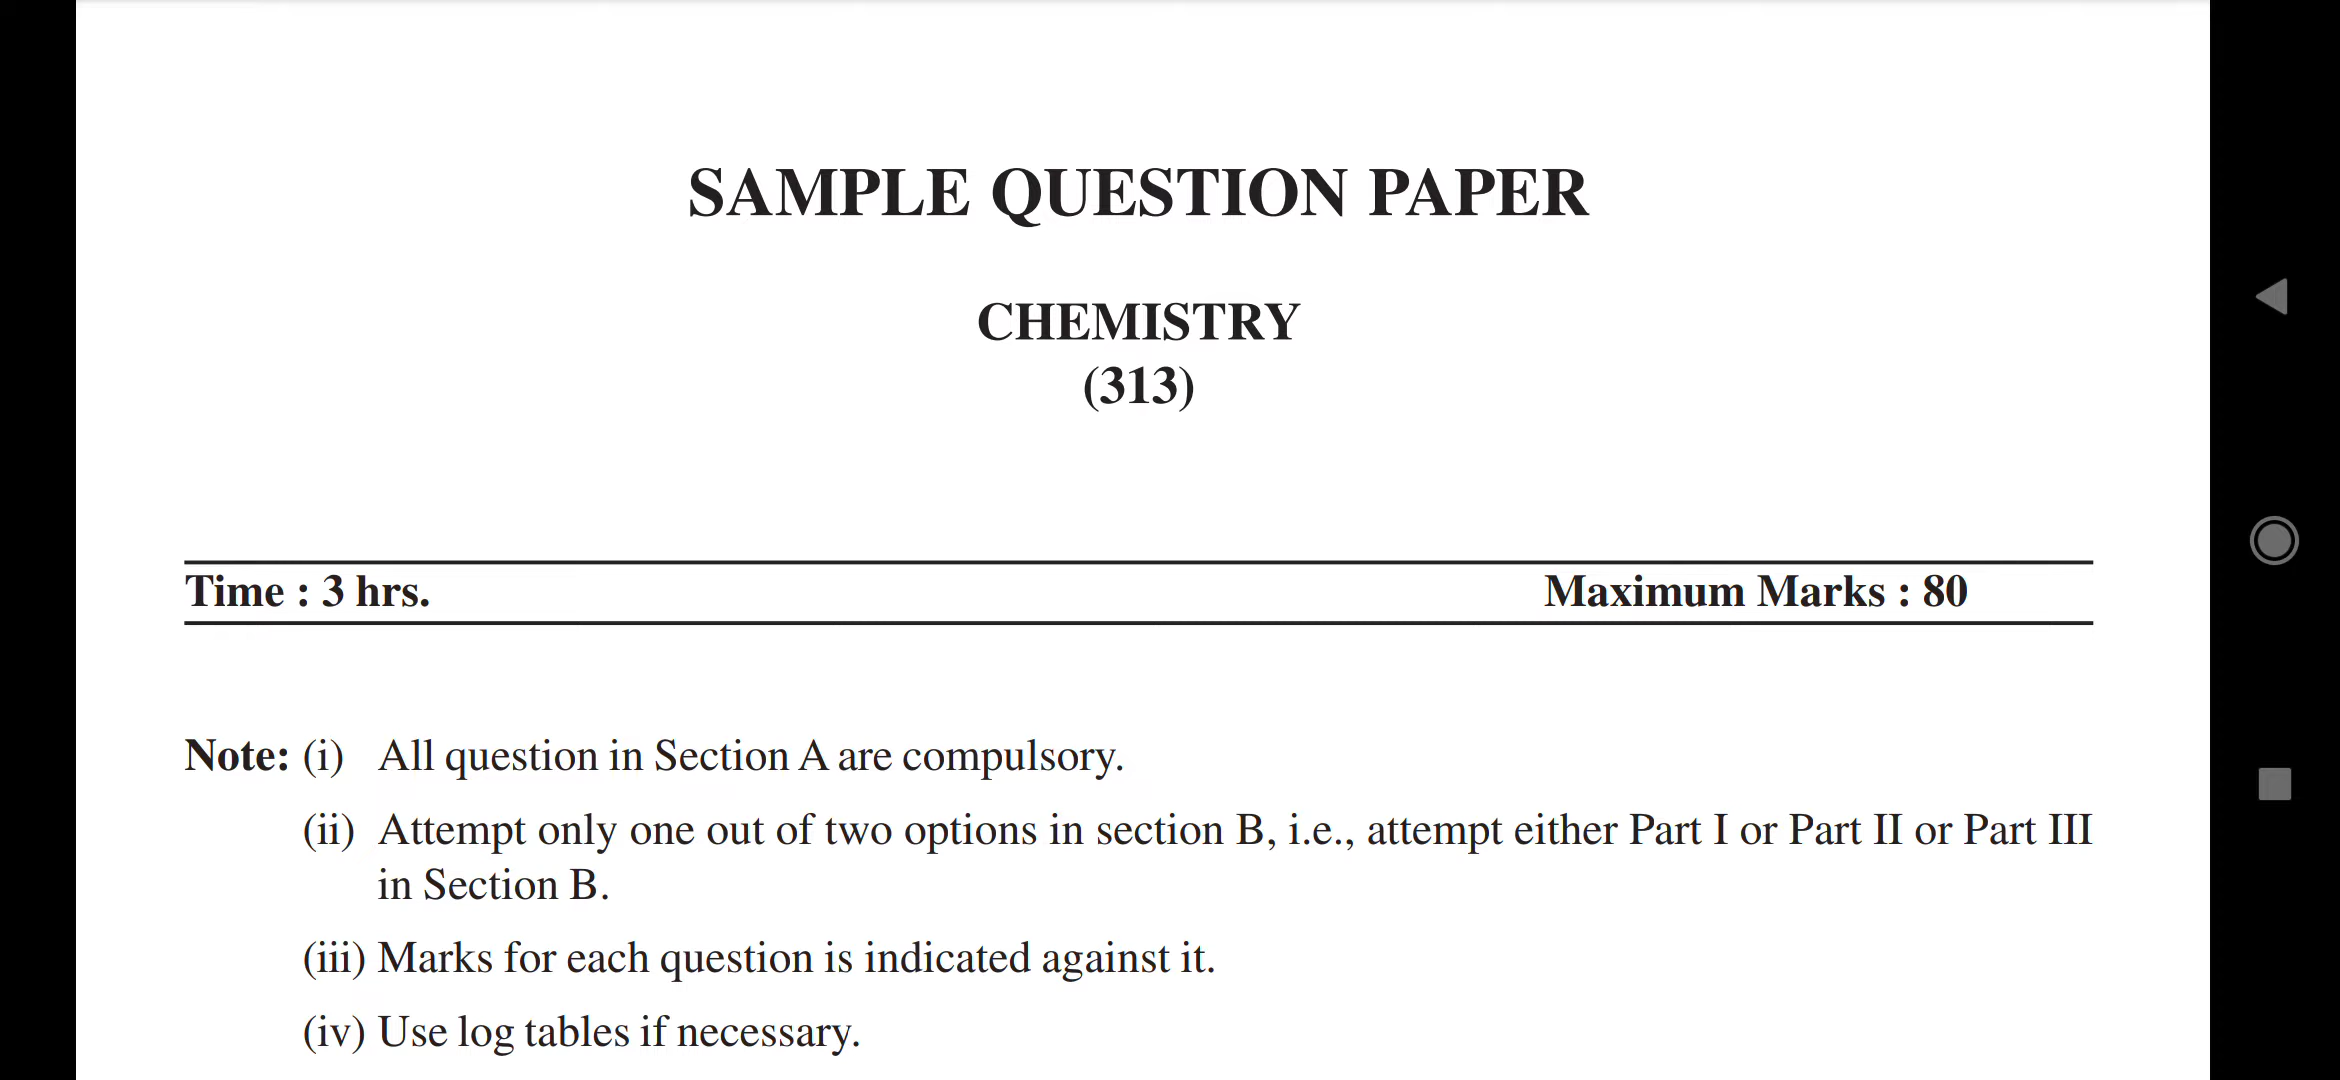 SAMPLE QUESTION PAPER
CHEMISTRY
(313)
Time : 3 hrs. Maximum Marks : 80
Note: (i) All question in Section A are compulsory.
(ii) Attempt only one out of two options in section B, i.e., attempt either Part I or Part II or Part III
in Section B.
(iii) Marks for each question is indicated against it.
(iv) Use log tables if necessary.